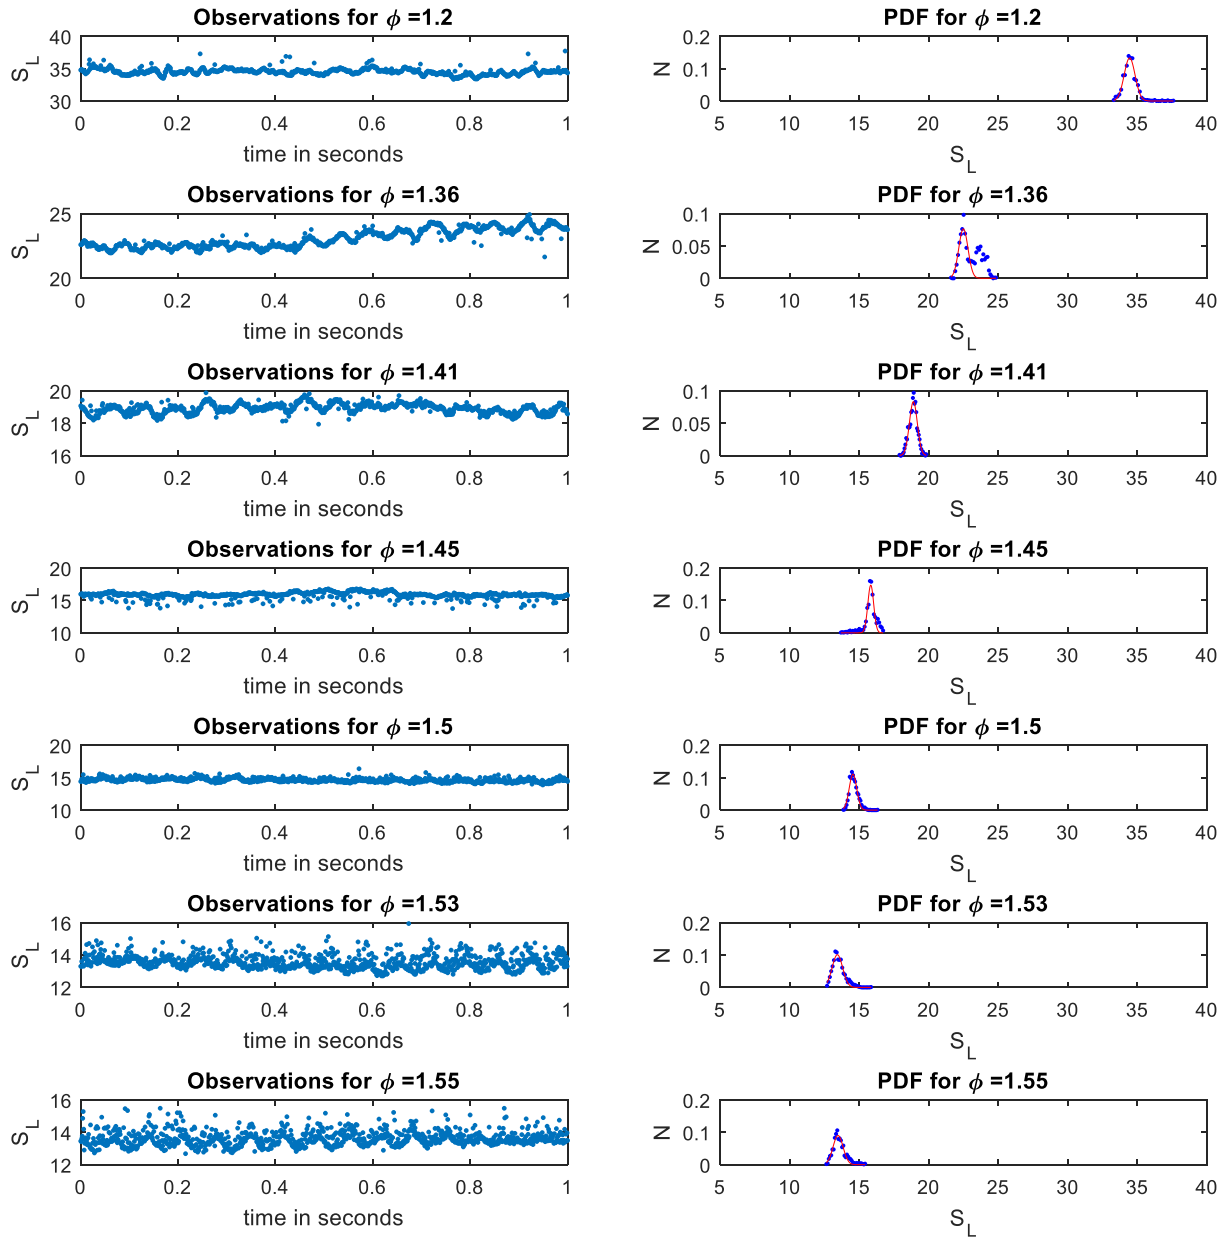 Observations for ϕ =1.2
PDF for ϕ =1.2
40
35
30
S_L
0 0.2 0.4 0.6 0.8 1
time in seconds
0.2
0.1
0
N
5 10 15 20 25 30 35 40
S_L
Observations for ϕ =1.36
PDF for ϕ =1.36
25
20
S_L
0 0.2 0.4 0.6 0.8 1
time in seconds
0.1
0.05
0
N
5 10 15 20 25 30 35 40
S_L
Observations for ϕ =1.41
PDF for ϕ =1.41
20
18
16
S_L
0 0.2 0.4 0.6 0.8 1
time in seconds
0.1
0.05
0
N
5 10 15 20 25 30 35 40
S_L
Observations for ϕ =1.45
PDF for ϕ =1.45
20
15
10
S_L
0 0.2 0.4 0.6 0.8 1
time in seconds
0.2
0.1
0
N
5 10 15 20 25 30 35 40
S_L
Observations for ϕ =1.5
PDF for ϕ =1.5
20
15
10
S_L
0 0.2 0.4 0.6 0.8 1
time in seconds
0.2
0.1
0
N
5 10 15 20 25 30 35 40
S_L
Observations for ϕ =1.53
PDF for ϕ =1.53
16
14
12
S_L
0 0.2 0.4 0.6 0.8 1
time in seconds
0.2
0.1
0
N
5 10 15 20 25 30 35 40
S_L
Observations for ϕ =1.55
PDF for ϕ =1.55
16
14
12
S_L
0 0.2 0.4 0.6 0.8 1
time in seconds
0.2
0.1
0
N
5 10 15 20 25 30 35 40
S_L